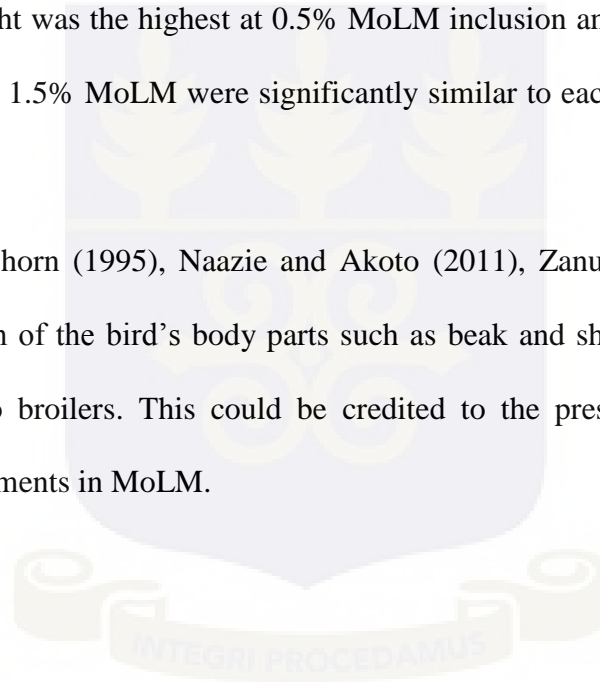 ht was the highest at 0.5% MoLM inclusion an
1.5% MoLM were significantly similar to eac
horn (1995), Naazie and Akoto (2011), Zanu
n of the bird's body parts such as beak and sh
o broilers. This could be credited to the pres
ments in MoLM.
INTEGRI PROCEDAMUS